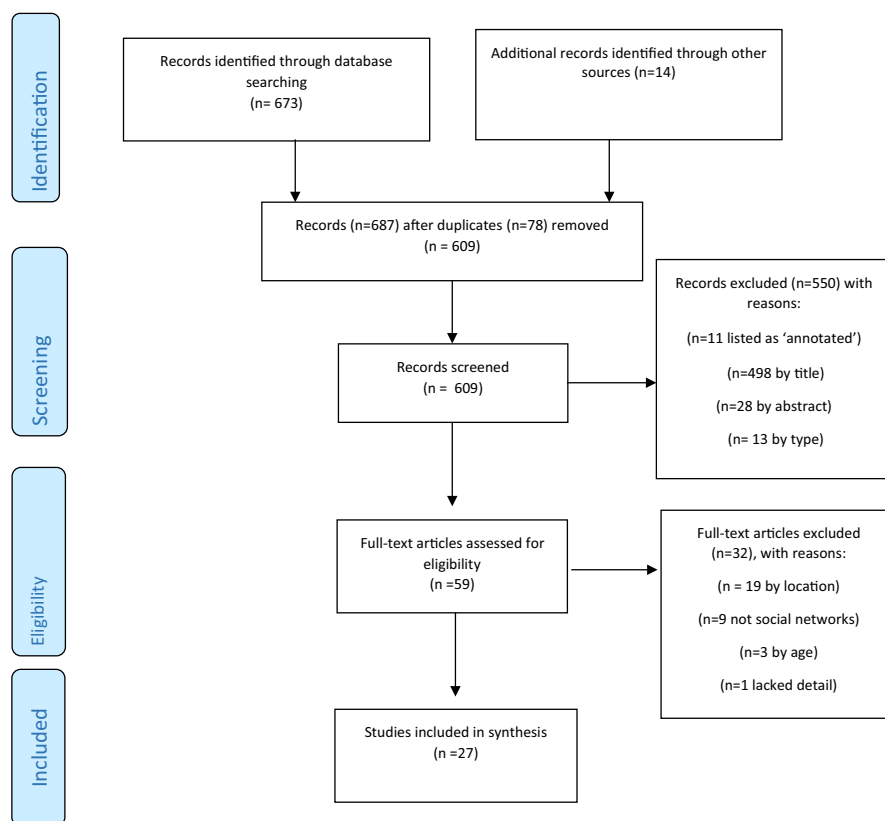 Identification
Records identified through database
searching
(n= 673)
Additional records identified through other
sources (n=14)
Records (n=687) after duplicates (n=78) removed
(n = 609)
Screening
Records screened
(n = 609)
Records excluded (n=550) with
reasons:
(n=11 listed as ‘annotated’)
(n=498 by title)
(n=28 by abstract)
(n= 13 by type)
Eligibility
Full-text articles assessed for
eligibility
(n =59)
Full-text articles excluded
(n=32), with reasons:
(n = 19 by location)
(n=9 not social networks)
(n=3 by age)
(n=1 lacked detail)
Included
Studies included in synthesis
(n =27)